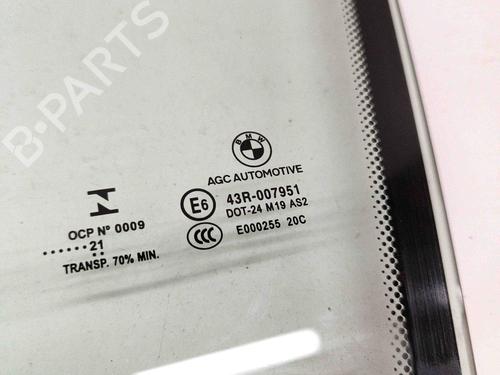 B-PARTS
BMW
AGC AUTOMOTIVE
E6 43R-007951
DOT-24 M19 AS2
CCC E000255 20C
OCP Nº 0009
......21
..
TRANSP. 70% MIN.